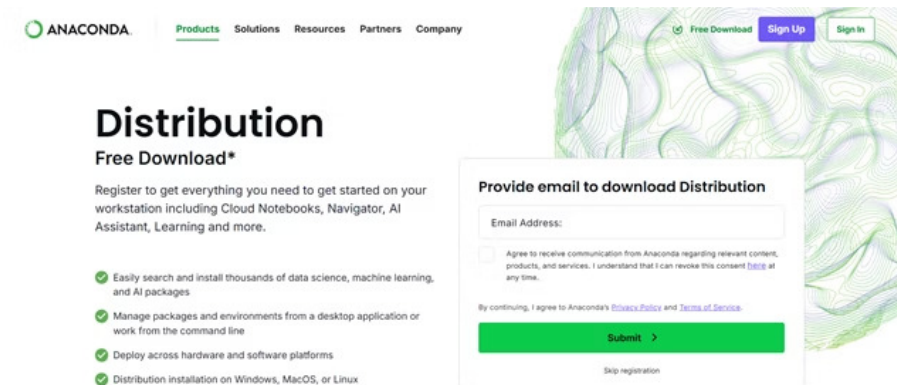 ANACONDA.
Products Solutions Resources Partners Company
Free Download Sign Up Sign In
Distribution
Free Download*
Register to get everything you need to get started on your
workstation including Cloud Notebooks, Navigator, AI
Assistant, Learning and more.
Easily search and install thousands of data science, machine learning,
and AI packages
Manage packages and environments from a desktop application or
work from the command line
Deploy across hardware and software platforms
Distribution installation on Windows, MacOS, or Linux
Provide email to download Distribution
Email Address:
Agree to receive communication from Anaconda regarding relevant content,
products, and services. I understand that I can revoke this consent here at
any time.
By continuing, I agree to Anaconda's Privacy Policy and Terms of Service.
Submit >
Skip registration